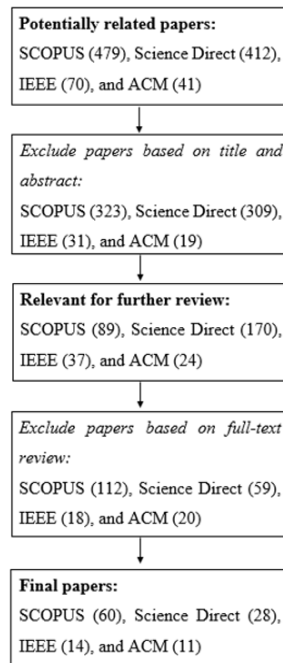 Potentially related papers:
SCOPUS (479), Science Direct (412),
IEEE (70), and ACM (41)
Exclude papers based on title and
abstract:
SCOPUS (323), Science Direct (309),
IEEE (31), and ACM (19)
Relevant for further review:
SCOPUS (89), Science Direct (170),
IEEE (37), and ACM (24)
Exclude papers based on full-text
review:
SCOPUS (112), Science Direct (59),
IEEE (18), and ACM (20)
Final papers:
SCOPUS (60), Science Direct (28),
IEEE (14), and ACM (11)